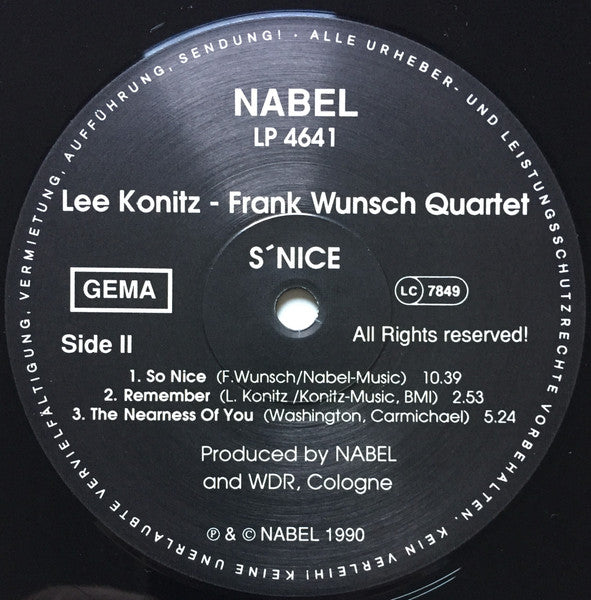 ALLE URHEBER- UND LEISTUNGSSCHUTZRECHTE VORBEHALTEN. KEIN VERLEIH! KEINE UNERLAUBTE VERVIELFÄLTIGUNG, VERMIETUNG, AUFFÜHRUNG, SENDUNG! ·
NABEL
LP 4641
Lee Konitz - Frank Wunsch Quartet
S´NICE
GEMA
LC 7849
Side II
All Rights reserved!
1. So Nice (F.Wunsch/Nabel-Music) 10.39
2. Remember (L. Konitz /Konitz-Music, BMI) 2.53
3. The Nearness Of You (Washington, Carmichael) 5.24
Produced by NABEL
and WDR, Cologne
℗ & © NABEL 1990